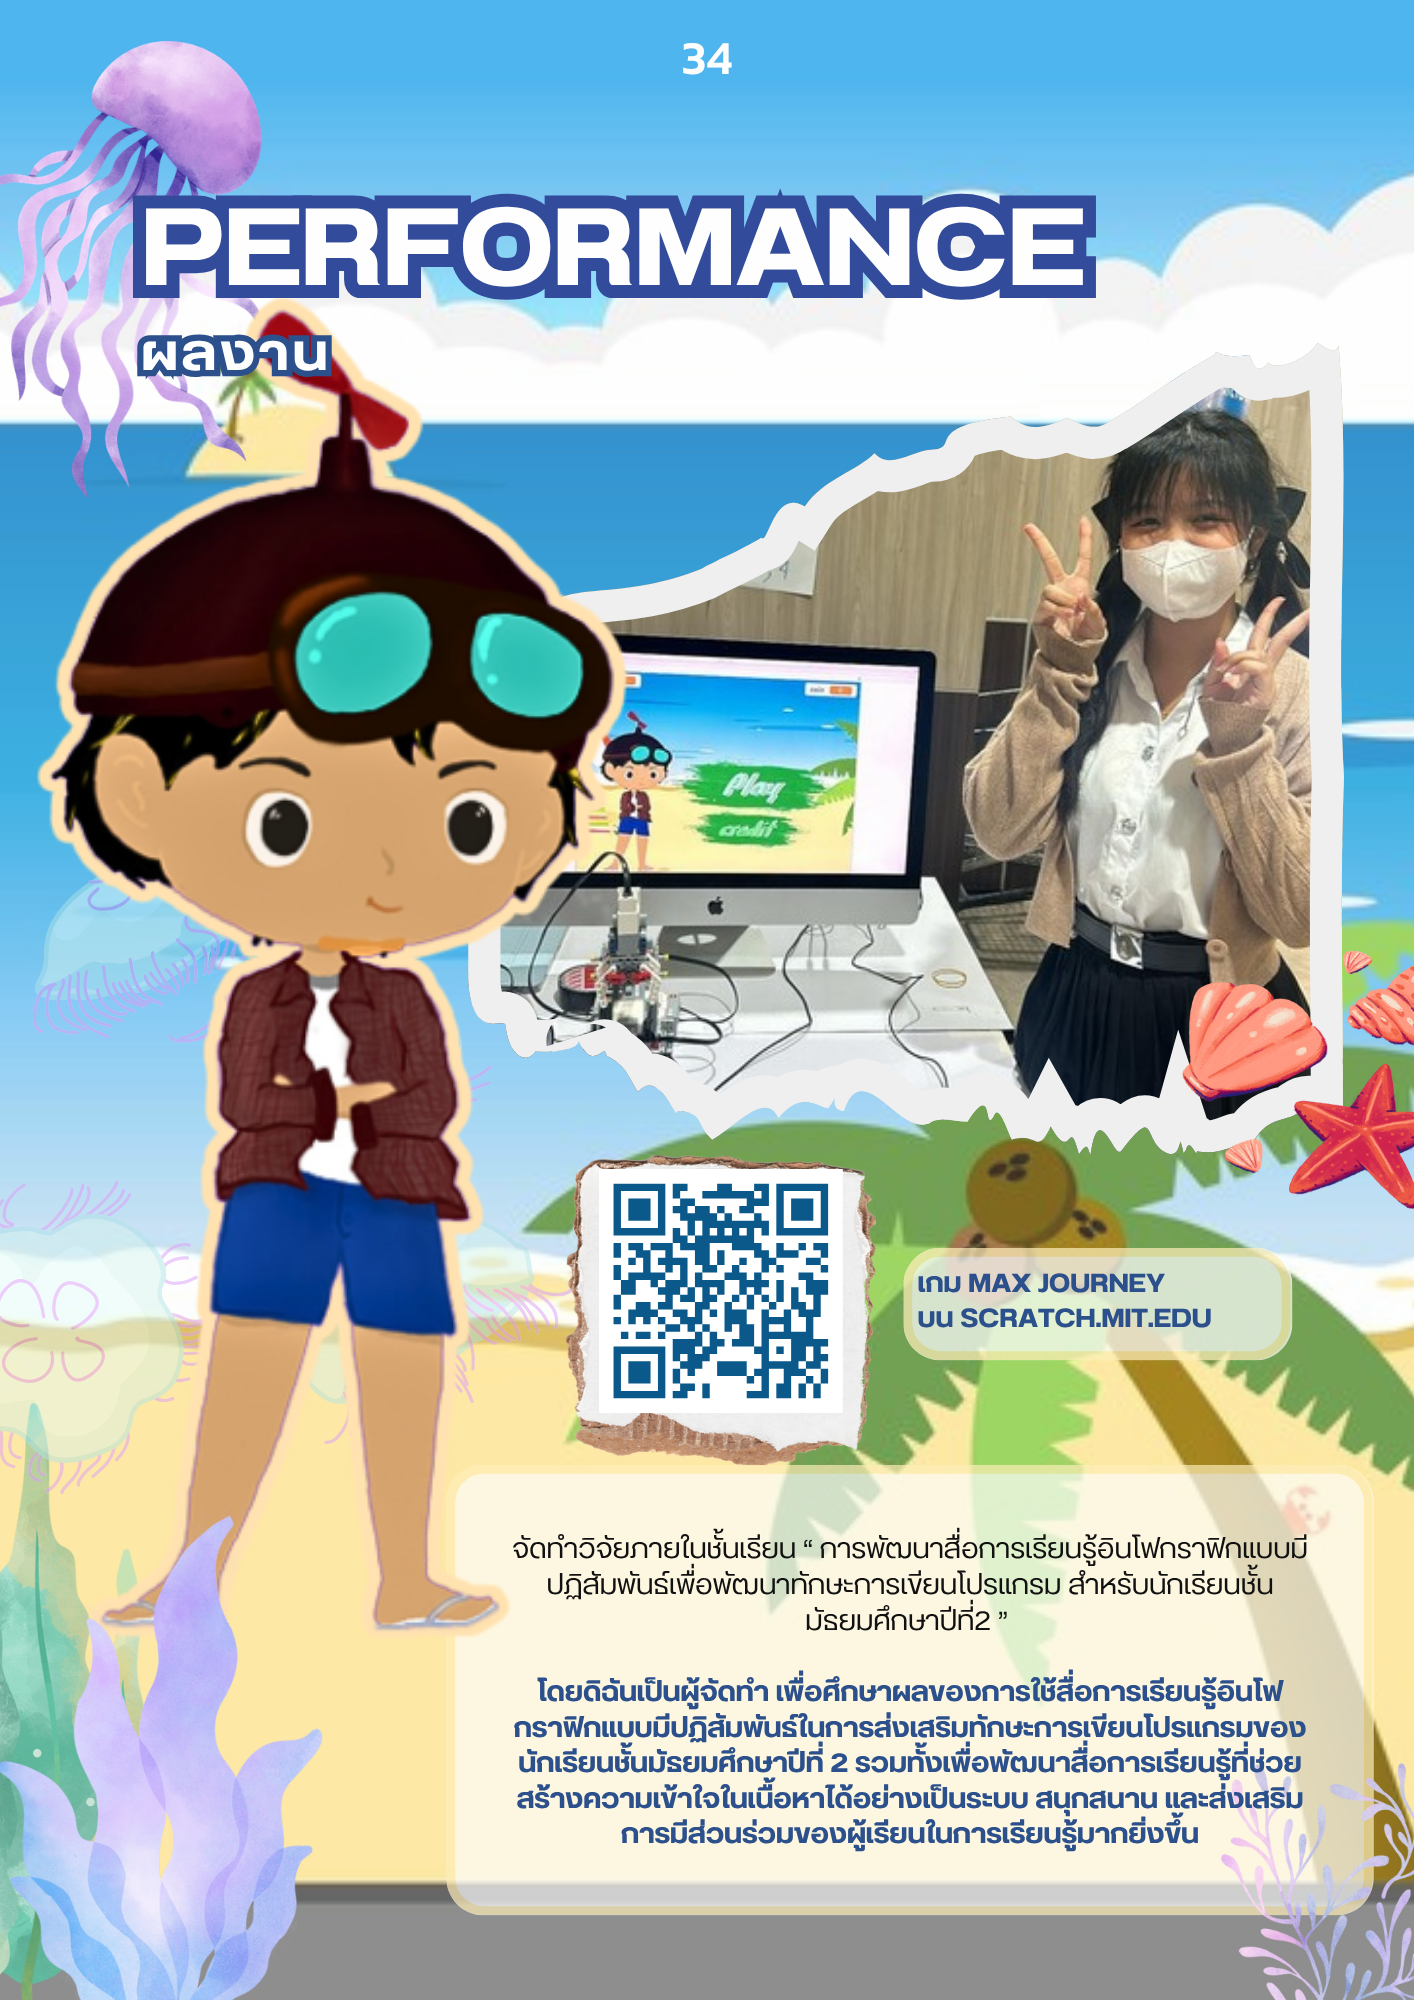 34
PERFORMANCE
ผลงาน
Play
credit
เกม MAX JOURNEY
บน SCRATCH.MIT.EDU
จัดทำวิจัยภายในชั้นเรียน “ การพัฒนาสื่อการเรียนรู้อินโฟกราฟิกแบบมี
ปฏิสัมพันธ์เพื่อพัฒนาทักษะการเขียนโปรแกรม สำหรับนักเรียนชั้น
มัธยมศึกษาปีที่2 ”
โดยดิฉันเป็นผู้จัดทำ เพื่อศึกษาผลของการใช้สื่อการเรียนรู้อินโฟ
กราฟิกแบบมีปฏิสัมพันธ์ในการส่งเสริมทักษะการเขียนโปรแกรมของ
นักเรียนชั้นมัธยมศึกษาปีที่ 2 รวมทั้งเพื่อพัฒนาสื่อการเรียนรู้ที่ช่วย
สร้างความเข้าใจในเนื้อหาได้อย่างเป็นระบบ สนุกสนาน และส่งเสริม
การมีส่วนร่วมของผู้เรียนในการเรียนรู้มากยิ่งขึ้น